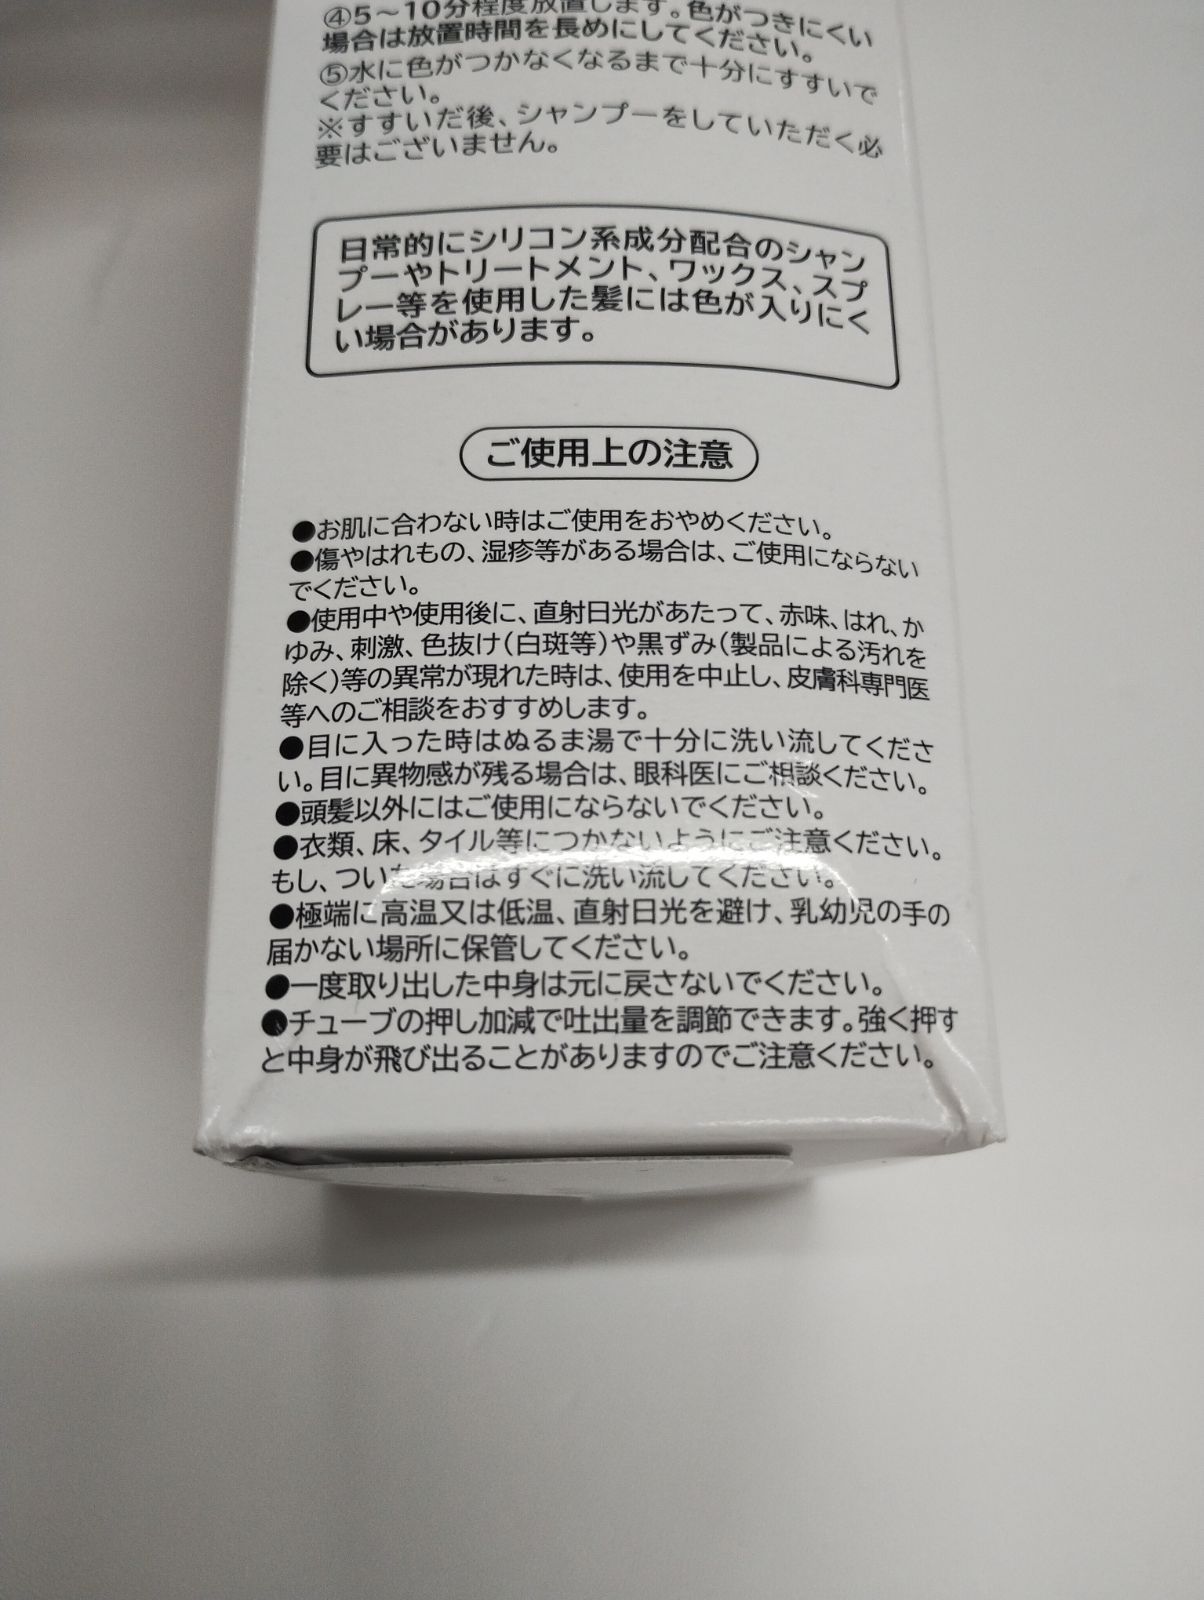 ④5～10分程度放置します。色がつきにくい
場合は放置時間を長めにしてください。
⑤水に色がつかなくなるまで十分にすすいで
ください。
※すすいだ後、シャンプーをしていただく必
要はございません。
日常的にシリコン系成分配合のシャン
プーやトリートメント、ワックス、スプ
レー等を使用した髪には色が入りにく
い場合があります。
ご使用上の注意
●お肌に合わない時はご使用をおやめください。
●傷やはれもの、湿疹等がある場合は、ご使用にならない
でください。
●使用中や使用後に、直射日光があたって、赤味、はれ、か
ゆみ、刺激、色抜け(白斑等)や黒ずみ(製品による汚れを
除く)等の異常が現れた時は、使用を中止し、皮膚科専門医
等へのご相談をおすすめします。
●目に入った時はぬるま湯で十分に洗い流してくださ
い。目に異物感が残る場合は、眼科医にご相談ください。
●頭髪以外にはご使用にならないでください。
●衣類、床、タイル等につかないようにご注意ください。
もし、ついた場合はすぐに洗い流してください。
●極端に高温又は低温、直射日光を避け、乳幼児の手の
届かない場所に保管してください。
●一度取り出した中身は元に戻さないでください。
●チューブの押し加減で吐出量を調節できます。強く押す
と中身が飛び出ることがありますのでご注意ください。